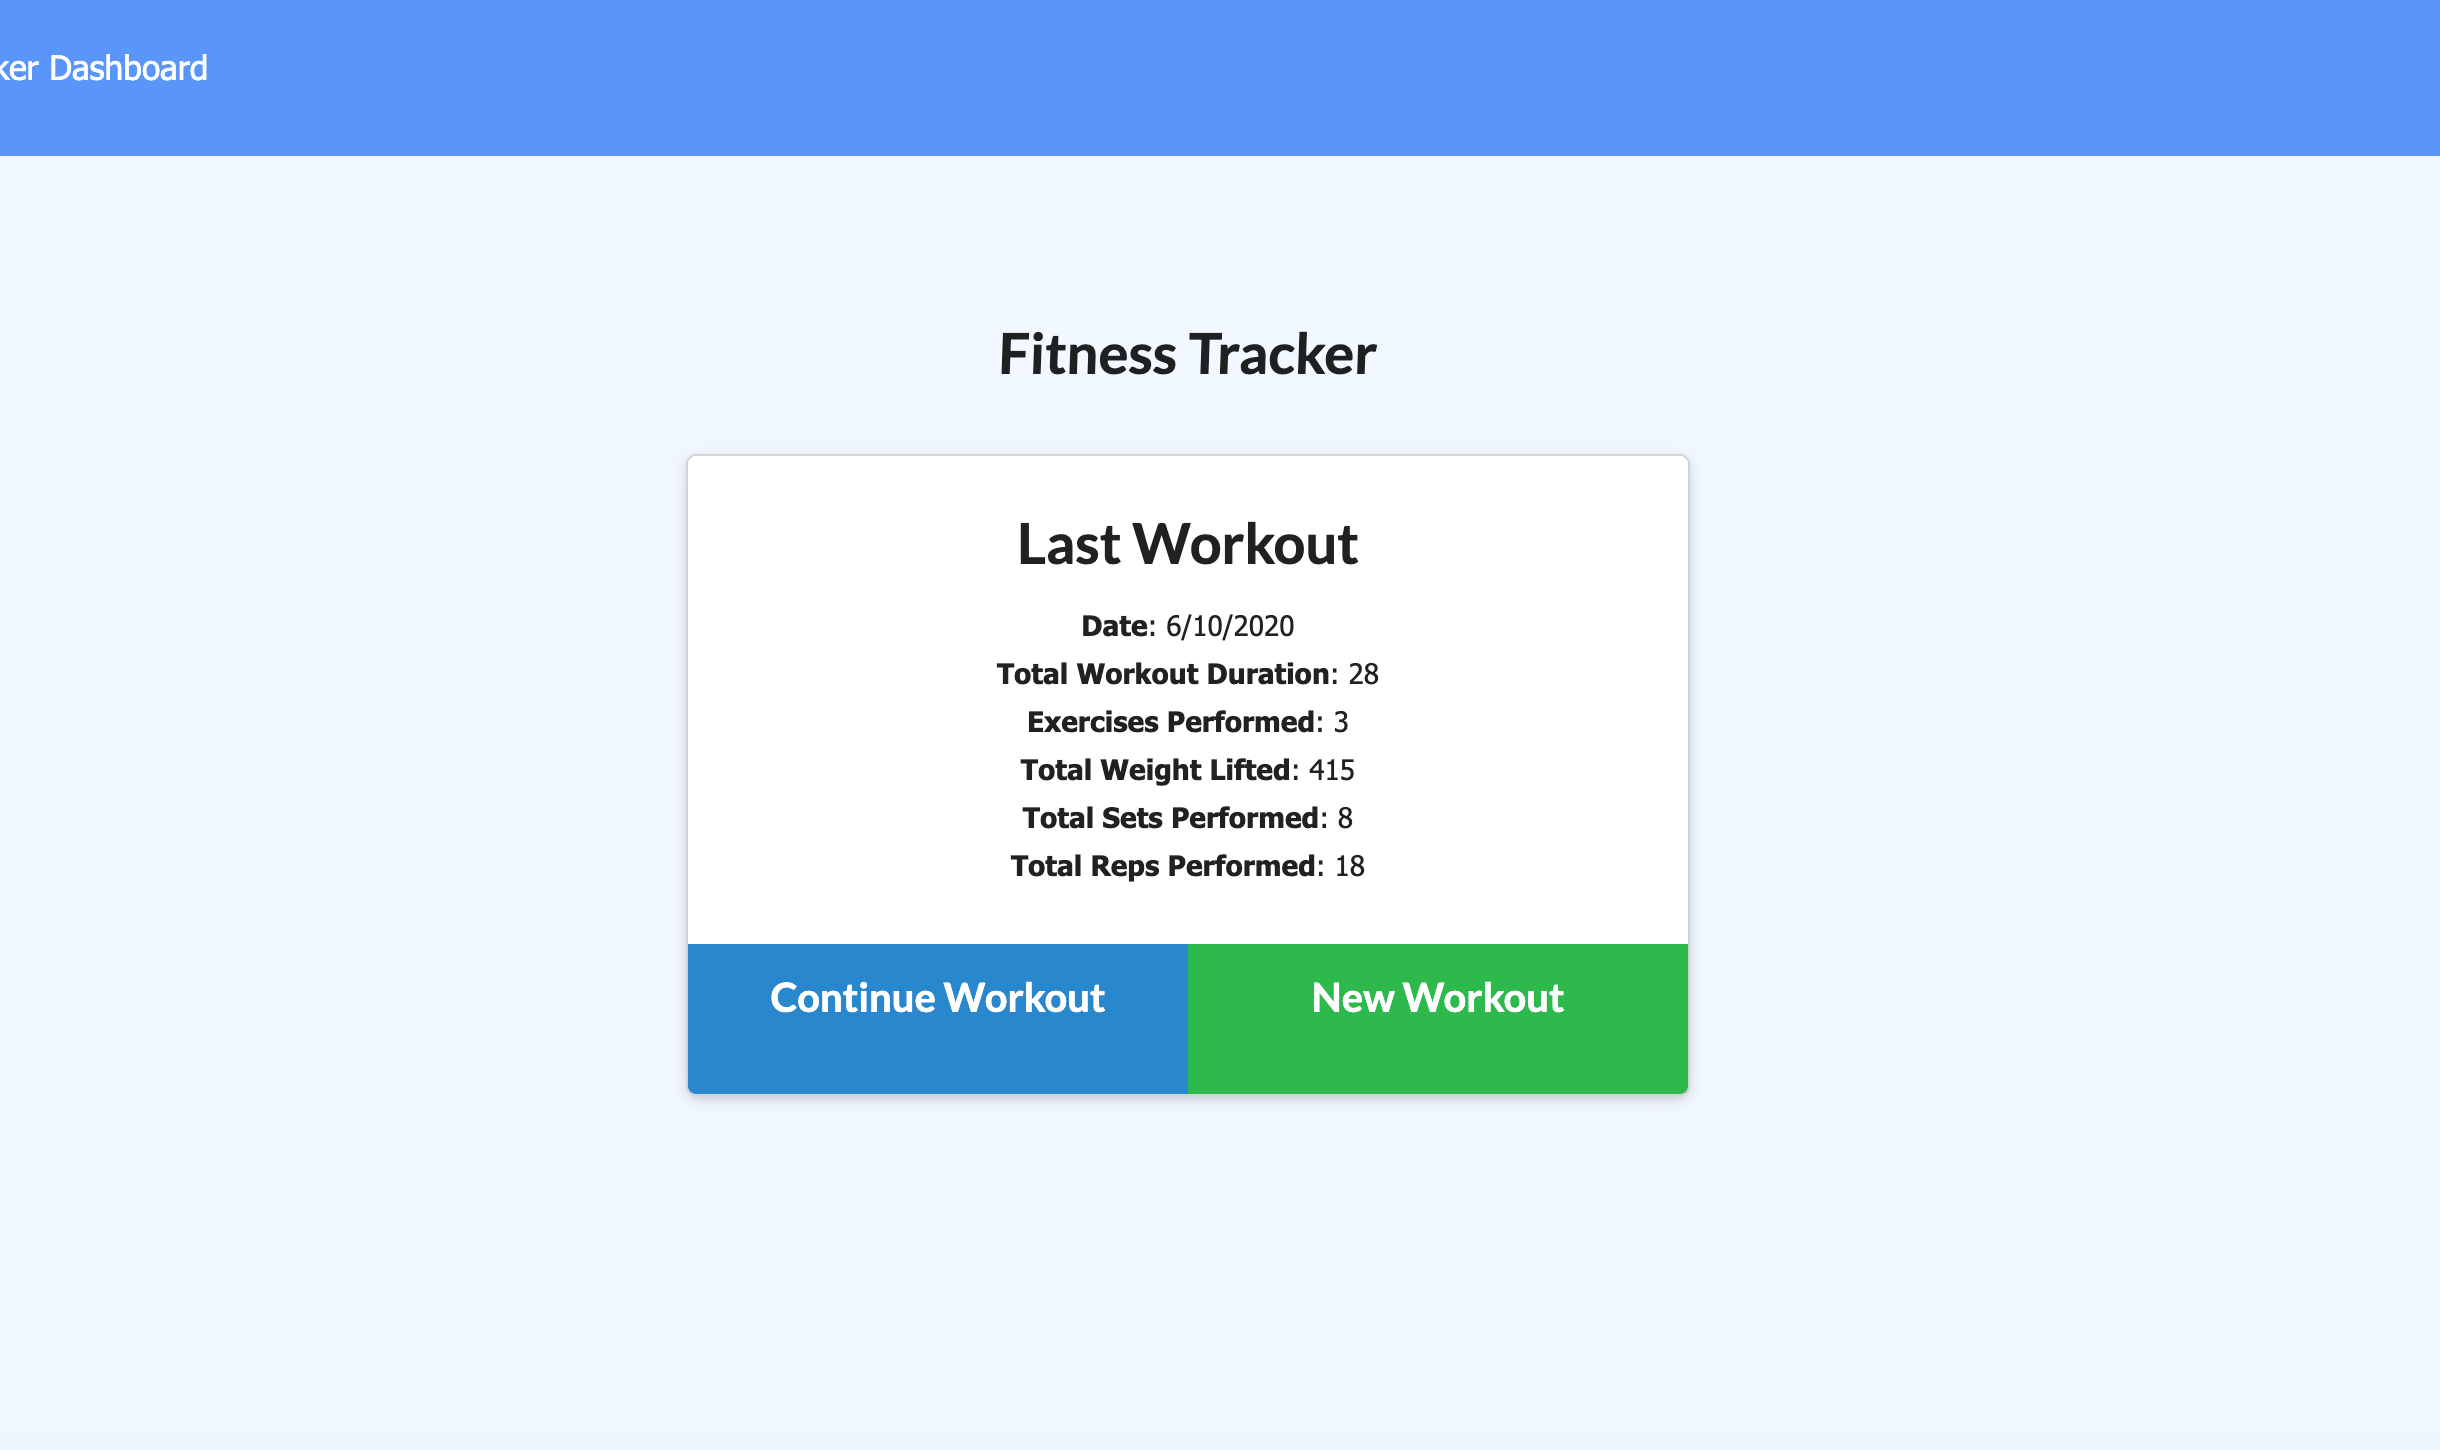 ker Dashboard
Fitness Tracker
Last Workout
Date: 6/10/2020
Total Workout Duration: 28
Exercises Performed: 3
Total Weight Lifted: 415
Total Sets Performed: 8
Total Reps Performed: 18
Continue Workout
New Workout